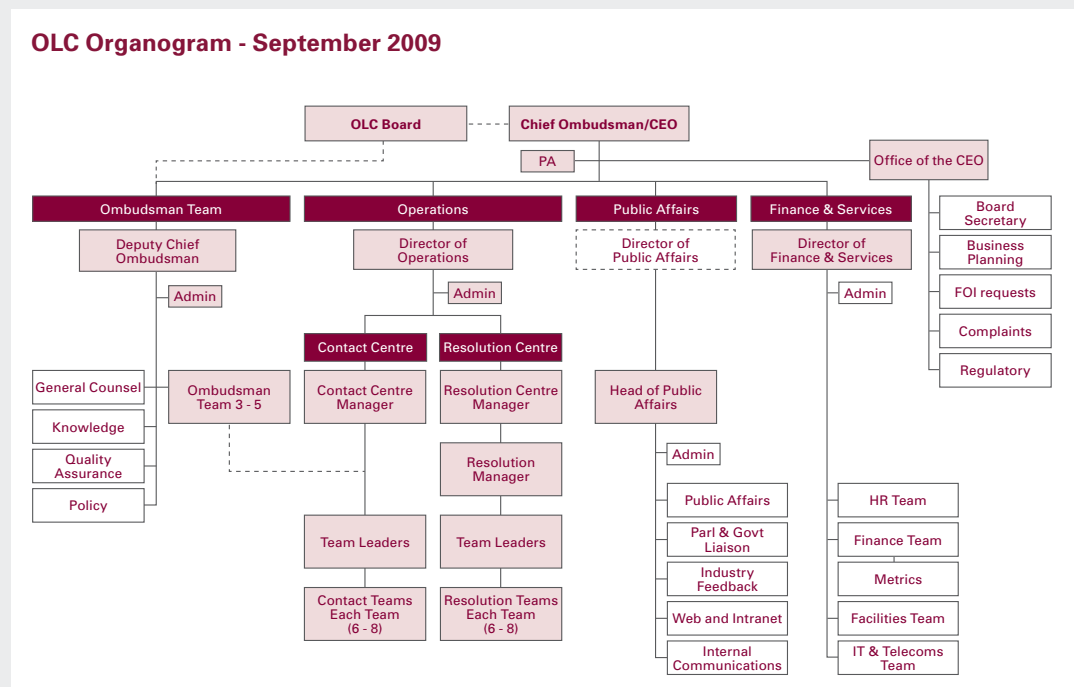 OLC Organogram - September 2009
OLC Board
Chief Ombudsman/CEO
PA
Office of the CEO
Board
Secretary
Business
Planning
FOI requests
Complaints
Regulatory
Ombudsman Team
Deputy Chief
Ombudsman
Admin
General Counsel
Knowledge
Quality
Assurance
Policy
Ombudsman
Team 3 - 5
Operations
Director of
Operations
Admin
Contact Centre
Contact Centre
Manager
Team Leaders
Contact Teams
Each Team
(6 - 8)
Resolution Centre
Resolution Centre
Manager
Resolution
Manager
Team Leaders
Resolution Teams
Each Team
(6 - 8)
Public Affairs
Director of
Public Affairs
Head of Public
Affairs
Admin
Public Affairs
Parl & Govt
Liaison
Industry
Feedback
Web and Intranet
Internal
Communications
Finance & Services
Director of
Finance & Services
Admin
HR Team
Finance Team
Metrics
Facilities Team
IT & Telecoms
Team